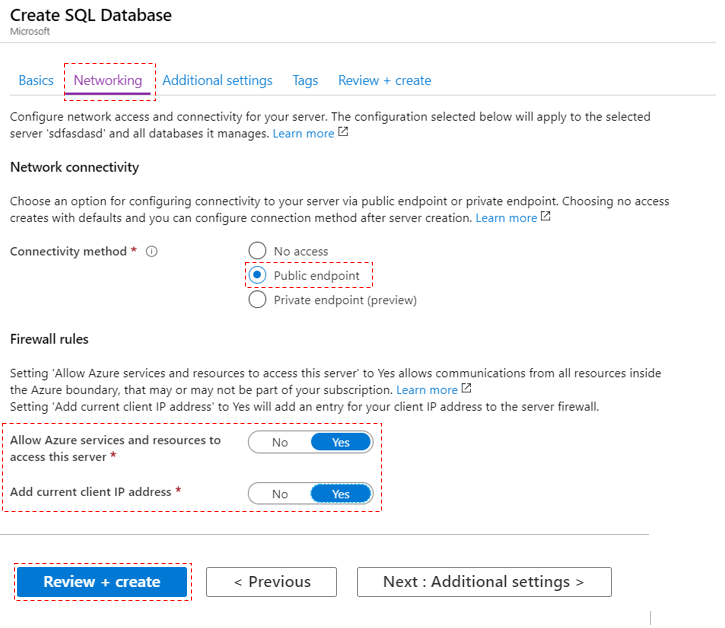 Create SQL Database
Microsoft
Basics Networking Additional settings Tags Review + create
Configure network access and connectivity for your server. The configuration selected below will apply to the selected
server 'sdfasdasd' and all databases it manages. Learn more
Network connectivity
Choose an option for configuring connectivity to your server via public endpoint or private endpoint. Choosing no access
creates with defaults and you can configure connection method after server creation. Learn more
Connectivity method *
No access
Public endpoint
Private endpoint (preview)
Firewall rules
Setting 'Allow Azure services and resources to access this server' to Yes allows communications from all resources inside
the Azure boundary, that may or may not be part of your subscription. Learn more
Setting 'Add current client IP address' to Yes will add an entry for your client IP address to the server firewall.
Allow Azure services and resources to
access this server *
No Yes
Add current client IP address *
No Yes
Review + create
< Previous
Next : Additional settings >